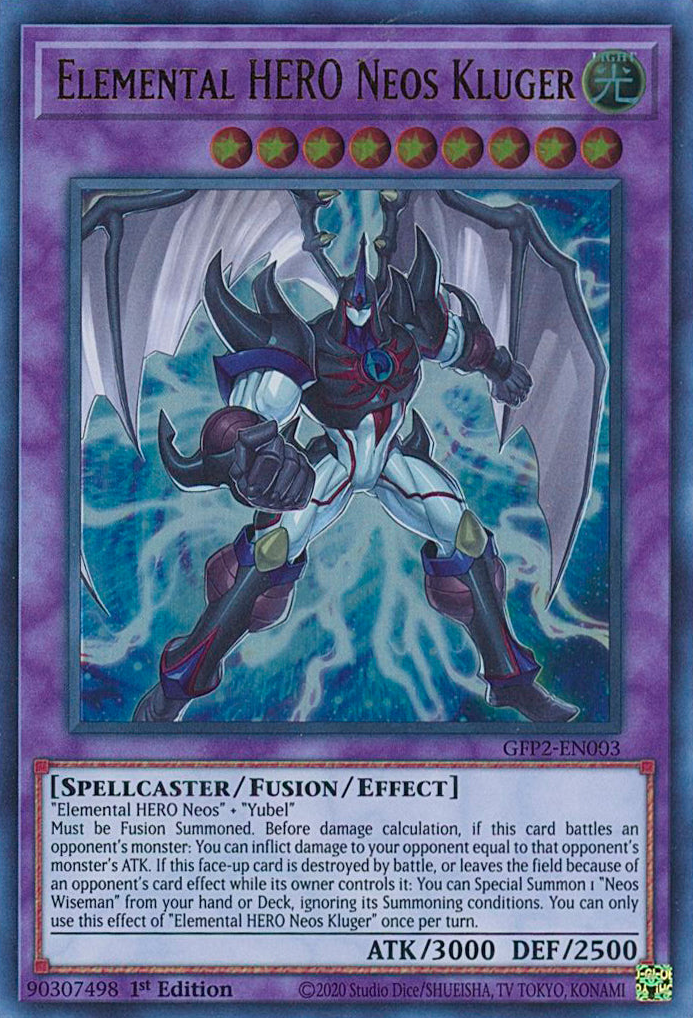 ELEMENTAL HERO NEOS KLUGER
LIGHT
光
GFP2-EN003
[SPELLCASTER/FUSION/EFFECT]
"Elemental HERO Neos" + "Yubel"
Must be Fusion Summoned. Before damage calculation, if this card battles an
opponent's monster: You can inflict damage to your opponent equal to that opponent's
monster's ATK. If this face-up card is destroyed by battle, or leaves the field because of
an opponent's card effect while its owner controls it: You can Special Summon 1 "Neos
Wiseman" from your hand or Deck, ignoring its Summoning conditions. You can only
use this effect of "Elemental HERO Neos Kluger" once per turn.
ATK/3000 DEF/2500
90307498 1st Edition ©2020 Studio Dice/SHUEISHA, TV TOKYO, KONAMI